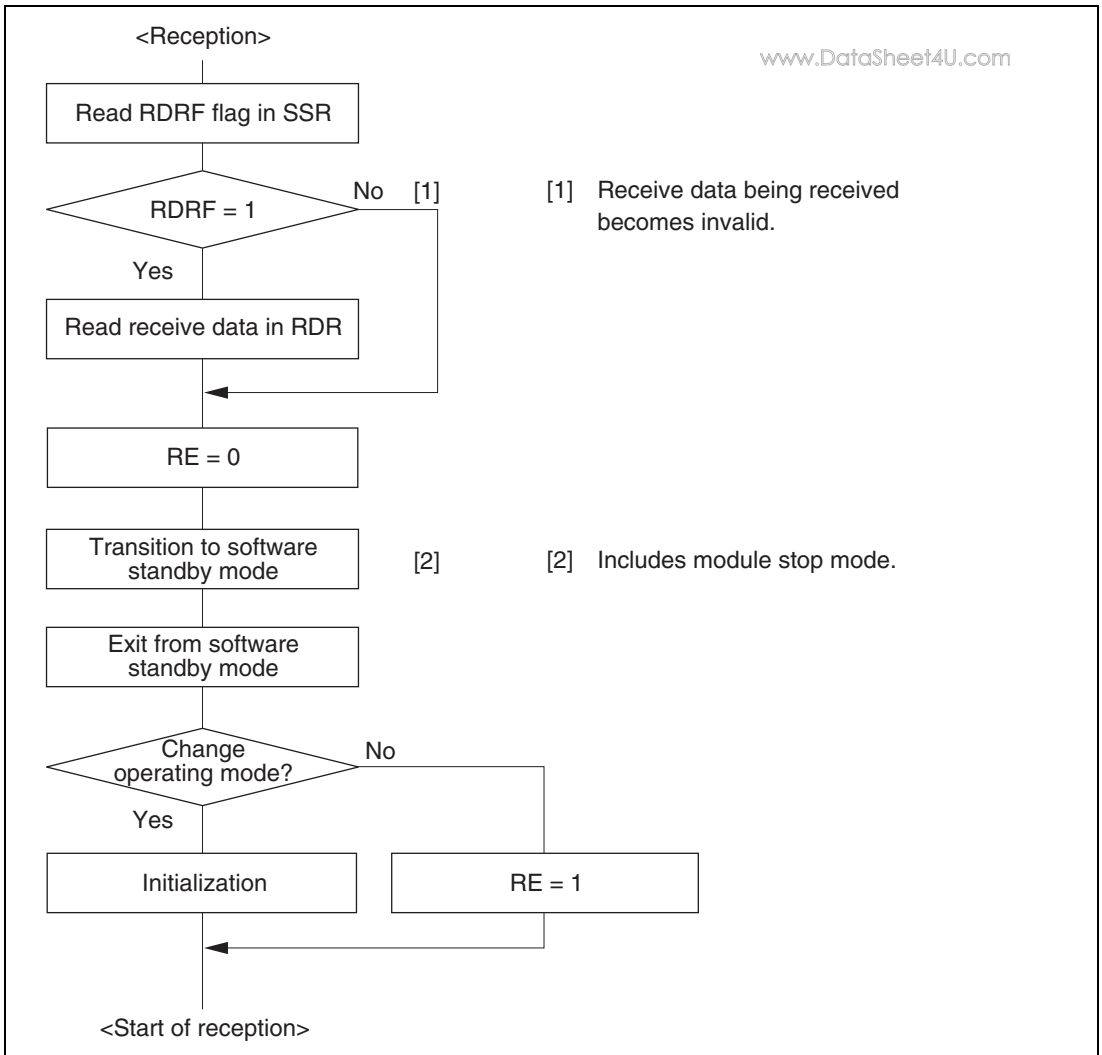 <Reception>
www.DataSheet4U.com
Read RDRF flag in SSR
RDRF = 1
No [1]
[1] Receive data being received
becomes invalid.
Yes
Read receive data in RDR
RE = 0
Transition to software
standby mode
[2]
[2] Includes module stop mode.
Exit from software
standby mode
Change
operating mode?
No
Yes
Initialization
RE = 1
<Start of reception>